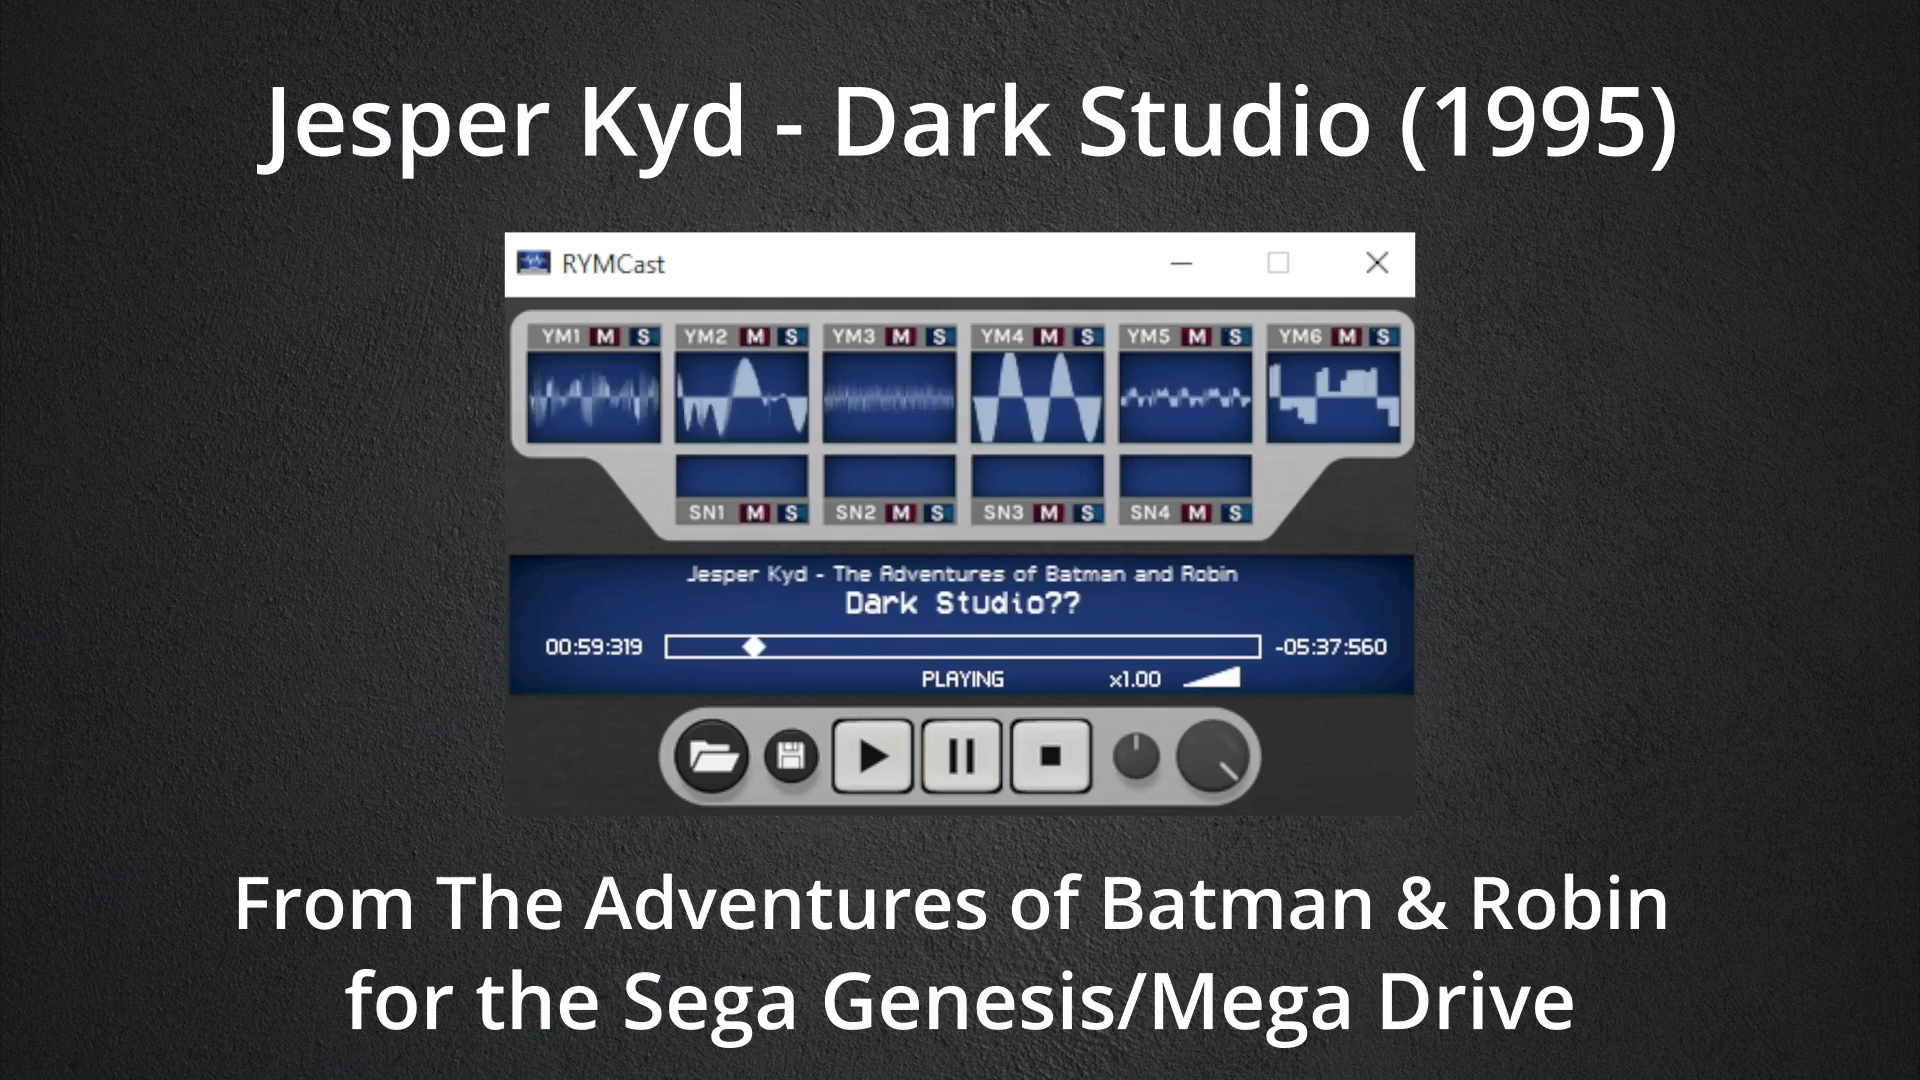 Jesper Kyd - Dark Studio (1995)
RYMCast
YM1 M S YM2 M S YM3 M S YM4 M S YM5 M S YM6 M S
SN1 M S SN2 M S SN3 M S SN4 M S
Jesper Kyd - The Adventures of Batman and Robin
Dark Studio??
00:59:319 -05:37:560
PLAYING x1.00
From The Adventures of Batman & Robin
for the Sega Genesis/Mega Drive